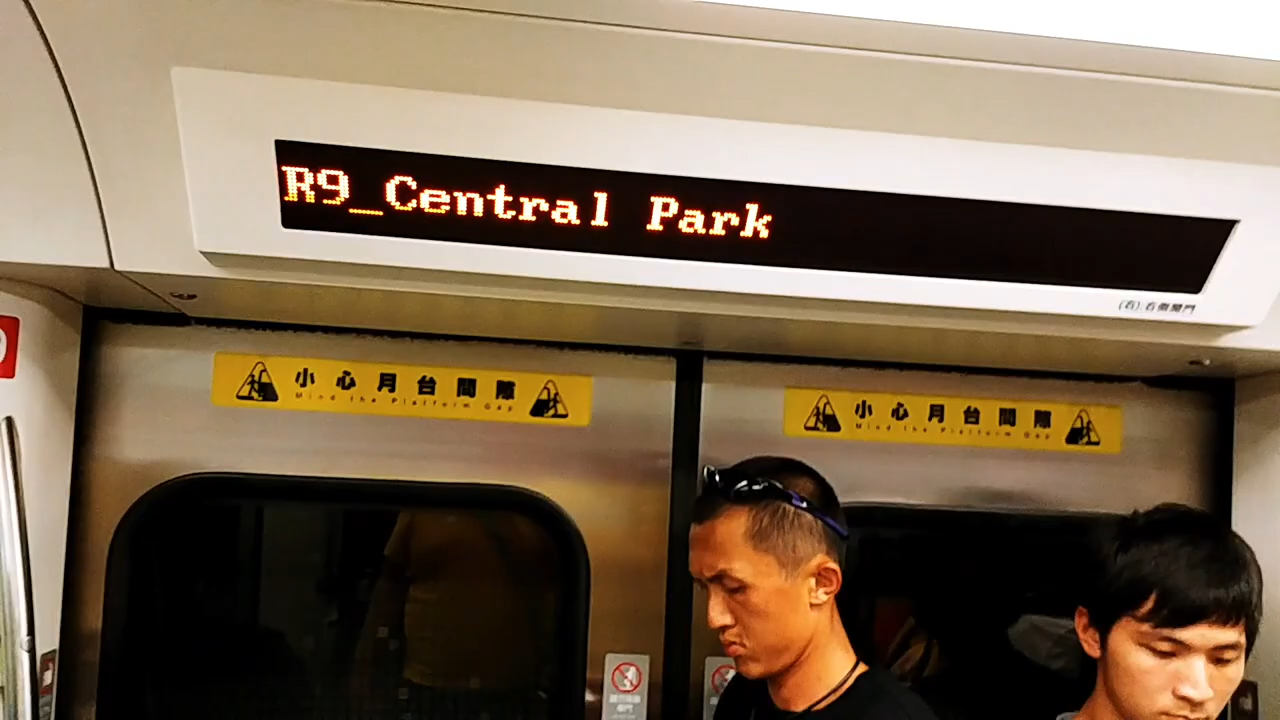 R9_Central Park
(右):右側開門
小心月台間隙
Mind the Platform Gap
小心月台間隙
Mind the Platform Gap